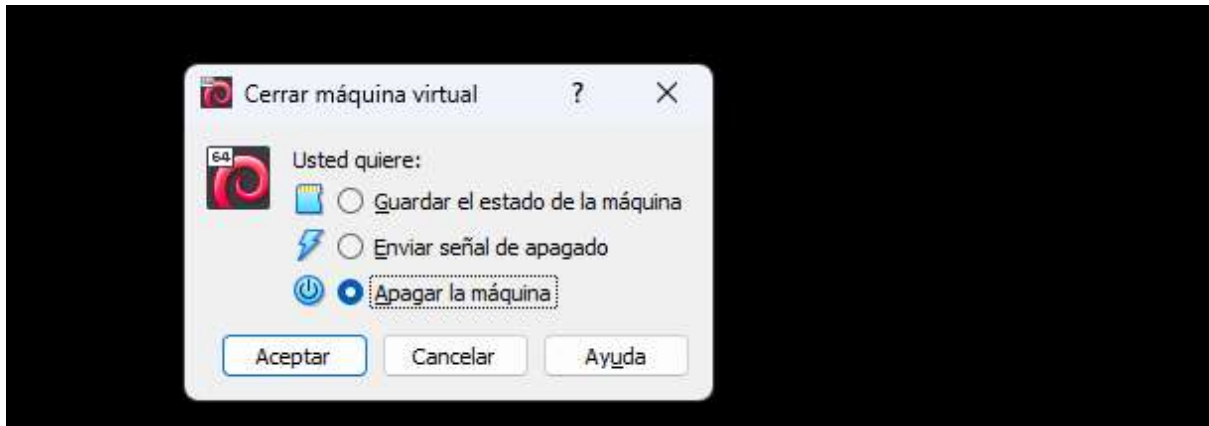 Cerrar máquina virtual ? ×
64
Usted quiere:
Guardar el estado de la máquina
Enviar señal de apagado
Apagar la máquina
Aceptar Cancelar Ayuda